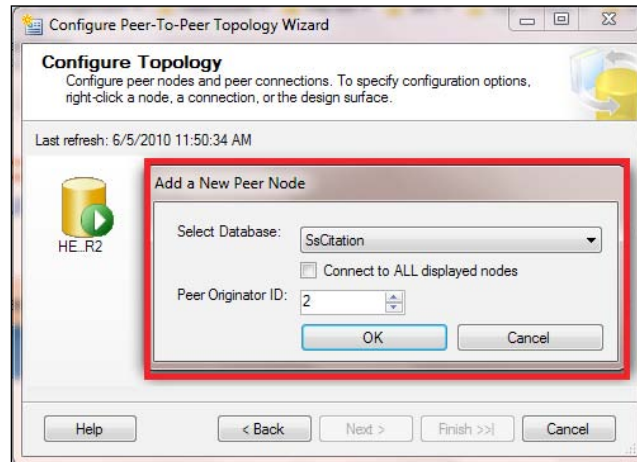 Configure Peer-To-Peer Topology Wizard
Configure Topology
Configure peer nodes and peer connections. To specify configuration options,
right-click a node, a connection, or the design surface.
Last refresh: 6/5/2010 11:50:34 AM
HE...R2
Add a New Peer Node
Select Database:
SsCitation
Connect to ALL displayed nodes
Peer Originator ID:
2
OK
Cancel
Help
< Back
Next >
Finish >>|
Cancel